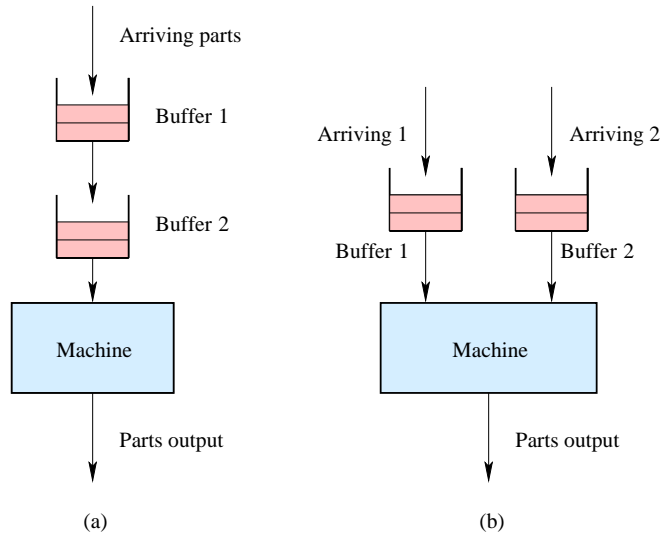 Arriving parts
Buffer 1
Buffer 2
Machine
Parts output
(a)
Arriving 1
Arriving 2
Buffer 1
Buffer 2
Machine
Parts output
(b)